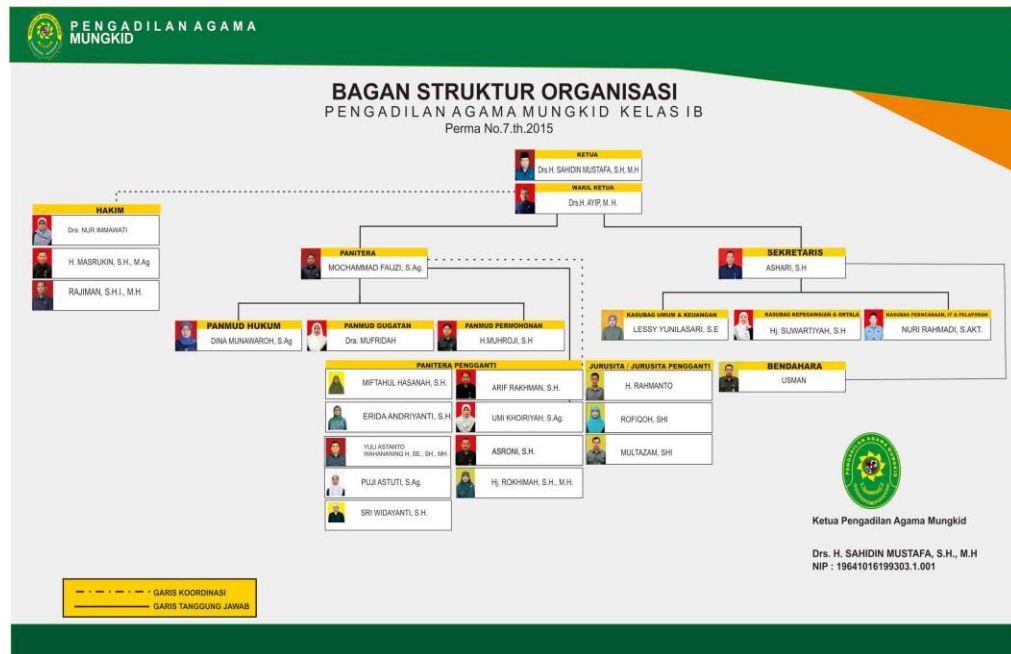 PENGADILAN AGAMA
MUNGKID
BAGAN STRUKTUR ORGANISASI
PENGADILAN AGAMA MUNGKID KELAS IB
Perma No.7.th.2015
KETUA
Drs.H. SAHIDIN MUSTAFA, S.H, M.H
WAKIL KETUA
Drs.H. AYIP, M. H.
HAKIM
Dra. NUR IMMAWATI
H. MASRUKIN, S.H., M.Ag
RAJIMAN, S.H.I., M.H.
PANITERA
MOCHAMMAD FAUZI, S.Ag.
SEKRETARIS
ASHARI, S.H
PANMUD HUKUM
DINA MUNAWAROH, S.Ag
PANMUD GUGATAN
Dra. MUFRIDAH
PANMUD PERMOHONAN
H.MUHROJI, S.H
KASUBAG UMUM & KEUANGAN
LESSY YUNILASARI, S.E
KASUBAG KEPEGAWAIAN & ORTALA
Hj. SUWARTIYAH, S.H
KASUBAG PERNCANAAN, IT & PELAPORAN
NURI RAHMADI, S.AKT.
PANITERA PENGGANTI
MIFTAHUL HASANAH, S.H.
ERIDA ANDRIYANTI, S.H
YULI ASTANTO
WAHANANING H, SE., SH., MH.
PUJI ASTUTI, S.Ag.
SRI WIDAYANTI, S.H.
ARIF RAKHMAN, S.H.
UMI KHOIRIYAH, S.Ag.
ASRONI, S.H.
Hj. ROKHIMAH, S.H., M.H.
JURUSITA / JURUSITA PENGGANTI
H. RAHMANTO
ROFIQOH, SHI
MULTAZAM, SHI
BENDAHARA
USMAN
PENGADILAN AGAMA MUNGKID
Ketua Pengadilan Agama Mungkid
Drs. H. SAHIDIN MUSTAFA, S.H., M.H
NIP : 19641016199303.1.001
GARIS KOORDINASI
GARIS TANGGUNG JAWAB